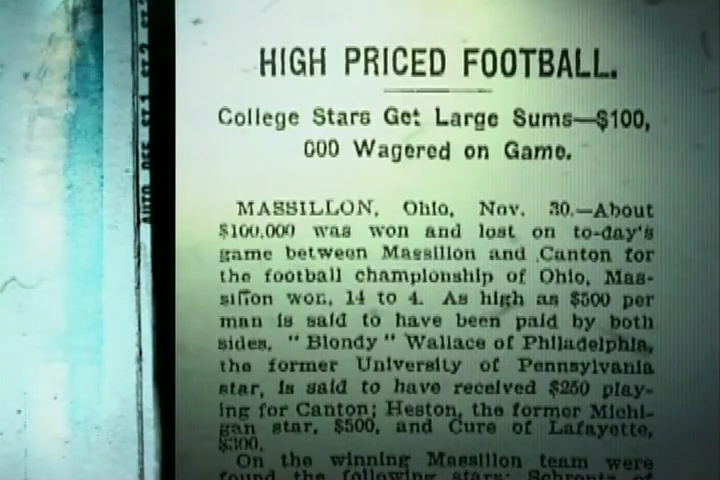 HIGH PRICED FOOTBALL.
College Stars Get Large Sums—$100,
000 Wagered on Game.
MASSILLON, Ohio, Nov. 30.—About
$100,000 was won and lost on to-day's
game between Massillon and Canton for
the football championship of Ohio, Mas-
sillon won, 14 to 4. As high as $500 per
man is said to have been paid by both
sides. "Blondy" Wallace of Philadelphia,
the former University of Pennsylvania
star, is said to have received $250 play-
ing for Canton; Heston, the former Michi-
gan star, $500, and Cure of Lafayette,
$300.
On the winning Massillon team were
found the following stars: Schrontz of